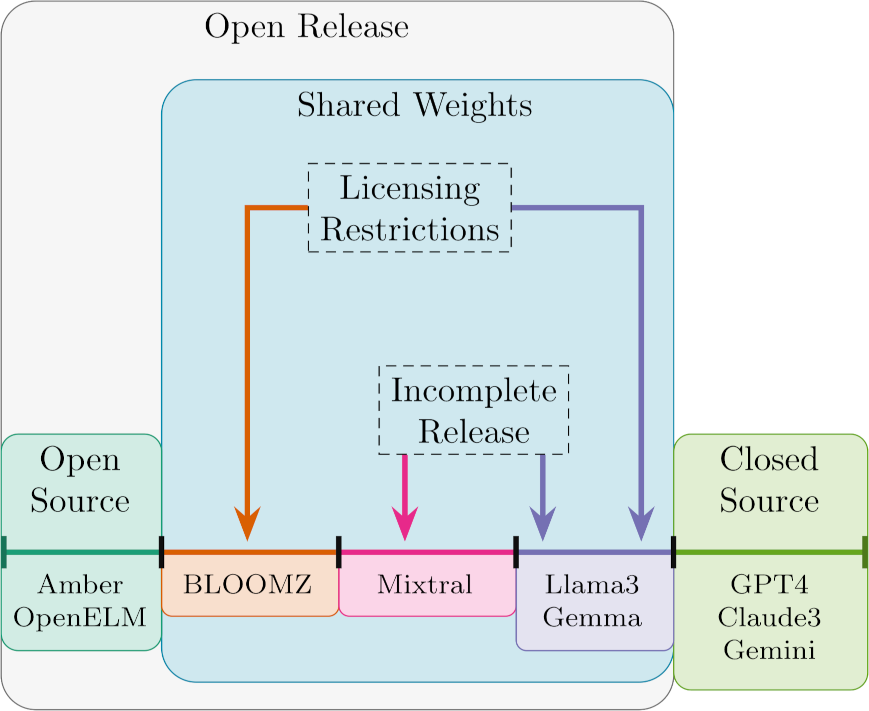 Open Release
Shared Weights
Licensing
Restrictions
Incomplete
Release
Open
Source
Closed
Source
Amber
OpenELM
BLOOMZ
Mixtral
Llama3
Gemma
GPT4
Claude3
Gemini